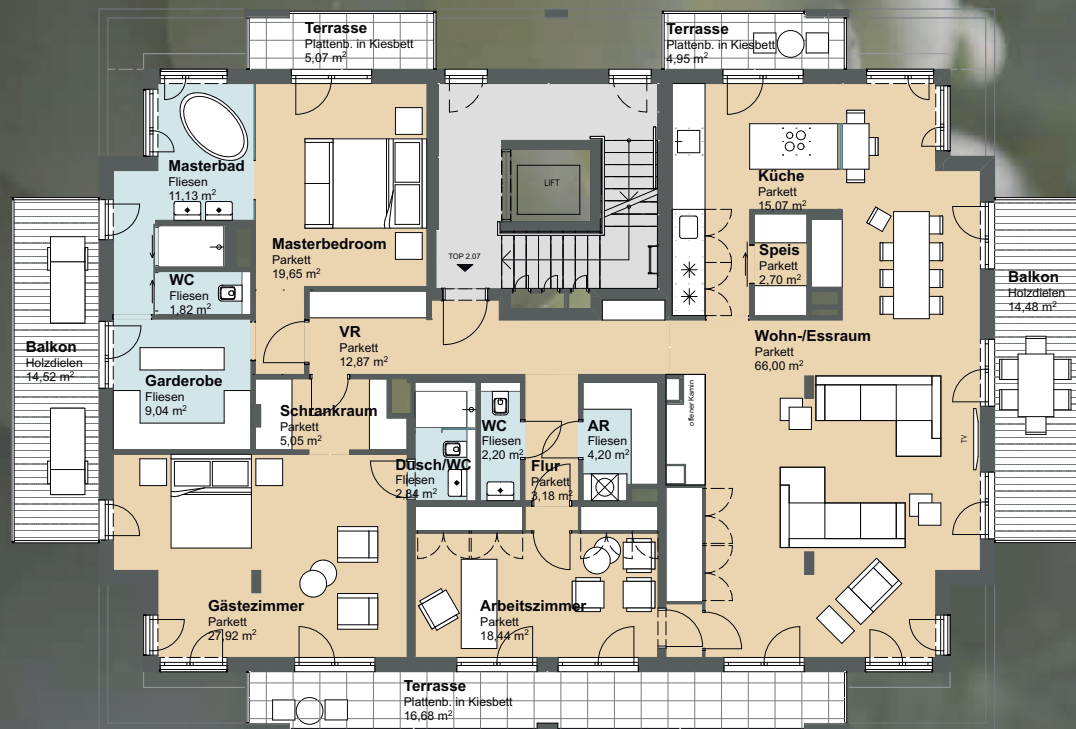 Terrasse
Plattenb. in Kiesbett
5,07 m²
Terrasse
Plattenb. in Kiesbett
4,95 m²
Masterbad
Fliesen
11,13 m²
LIFT
Küche
Parkett
15,07 m²
Masterbedroom
Parkett
19,65 m²
TOP 2.07
Speis
Parkett
2,70 m²
WC
Fliesen
1,82 m²
Balkon
Holzdielen
14,48 m²
VR
Parkett
12,87 m²
Wohn-/Essraum
Parkett
66,00 m²
Balkon
Holzdielen
14,52 m²
Garderobe
Fliesen
9,04 m²
Schrankraum
Parkett
5,05 m²
offener Kamin
WC
Fliesen
2,20 m²
AR
Fliesen
4,20 m²
TV
Dusch/WC
Fliesen
2,84 m²
Flur
Parkett
3,18 m²
Gästezimmer
Parkett
27,92 m²
Arbeitszimmer
Parkett
18,44 m²
Terrasse
Plattenb. in Kiesbett
16,68 m²